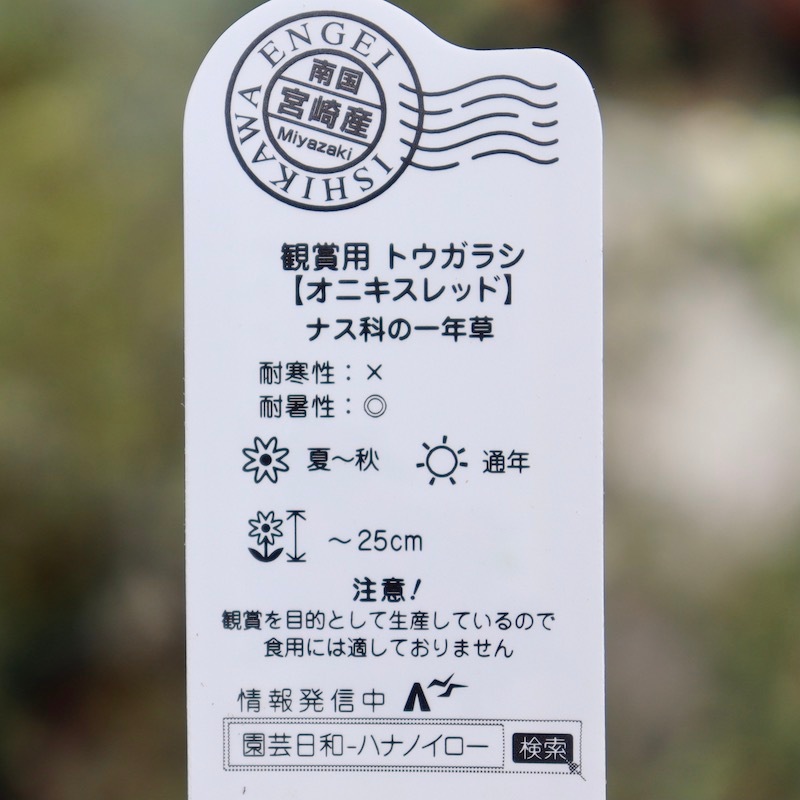 ISHIKAWA ENGEI
南国
宮崎産
Miyazaki
観賞用 トウガラシ
【オニキスレッド】
ナス科の一年草
耐寒性：×
耐暑性：◎
夏～秋 通年
～25cm
注意！
観賞を目的として生産しているので
食用には適しておりません
情報発信中
園芸日和-ハナノイロー 検索